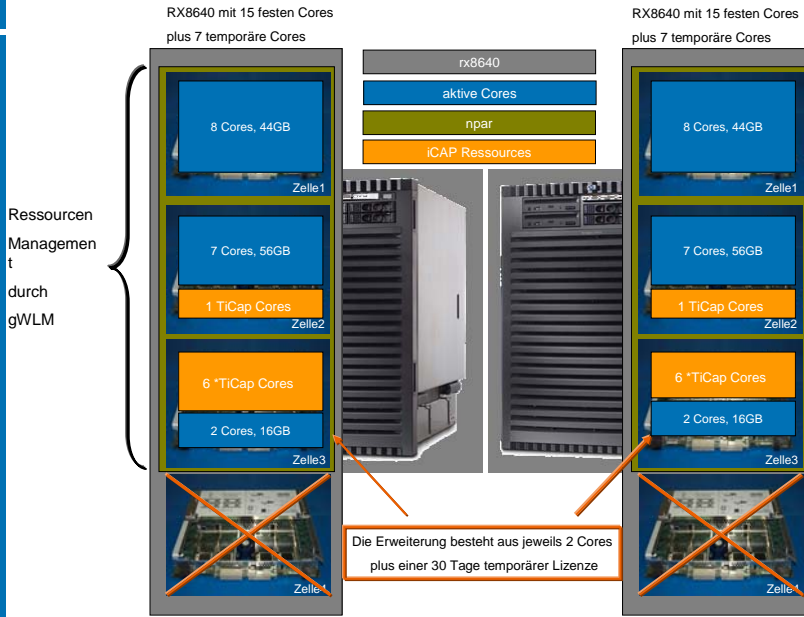 RX8640 mit 15 festen Cores
plus 7 temporäre Cores
RX8640 mit 15 festen Cores
plus 7 temporäre Cores
rx8640
aktive Cores
npar
iCAP Ressources
Ressourcen
Managemen
t
durch
gWLM
8 Cores, 44GB
Zelle1
7 Cores, 56GB
1 TiCap Cores
Zelle2
6 *TiCap Cores
2 Cores, 16GB
Zelle3
Zelle4
8 Cores, 44GB
Zelle1
7 Cores, 56GB
1 TiCap Cores
Zelle2
6 *TiCap Cores
2 Cores, 16GB
Zelle3
Zelle4
Die Erweiterung besteht aus jeweils 2 Cores
plus einer 30 Tage temporärer Lizenze